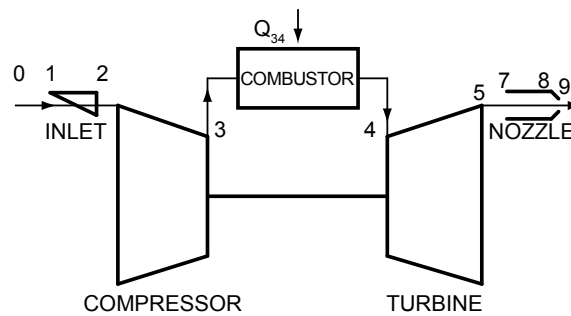 Q34
COMBUSTOR
0 1 2
INLET
3
4
5
7 8 9
NOZZLE
COMPRESSOR
TURBINE